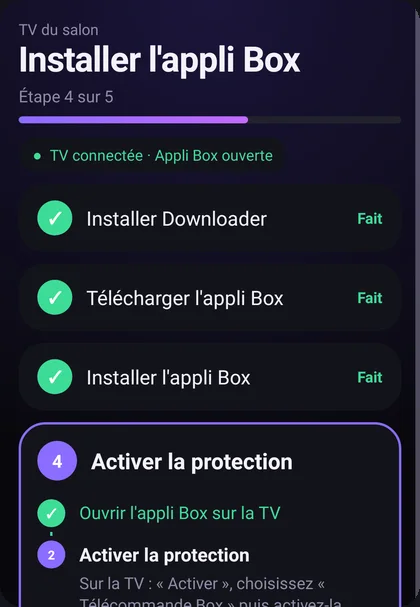 TV du salon
Installer l'appli Box
Étape 4 sur 5
TV connectée · Appli Box ouverte
✓ Installer Downloader Fait
✓ Télécharger l'appli Box Fait
✓ Installer l'appli Box Fait
4 Activer la protection
✓ Ouvrir l'appli Box sur la TV
2 Activer la protection
Sur la TV : « Activer », choisissez «
Télécommande Box » puis activez-la